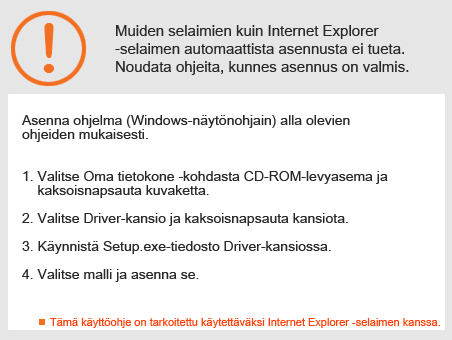 Muiden selaimien kuin Internet Explorer
-selaimen automaattista asennusta ei tueta.
Noudata ohjeita, kunnes asennus on valmis.
Asenna ohjelma (Windows-näytönohjain) alla olevien
ohjeiden mukaisesti.
1. Valitse Oma tietokone -kohdasta CD-ROM-levyasema ja
kaksoisnapsauta kuvaketta.
2. Valitse Driver-kansio ja kaksoisnapsauta kansiota.
3. Käynnistä Setup.exe-tiedosto Driver-kansiossa.
4. Valitse malli ja asenna se.
Tämä käyttöohje on tarkoitettu käytettäväksi Internet Explorer -selaimen kanssa.